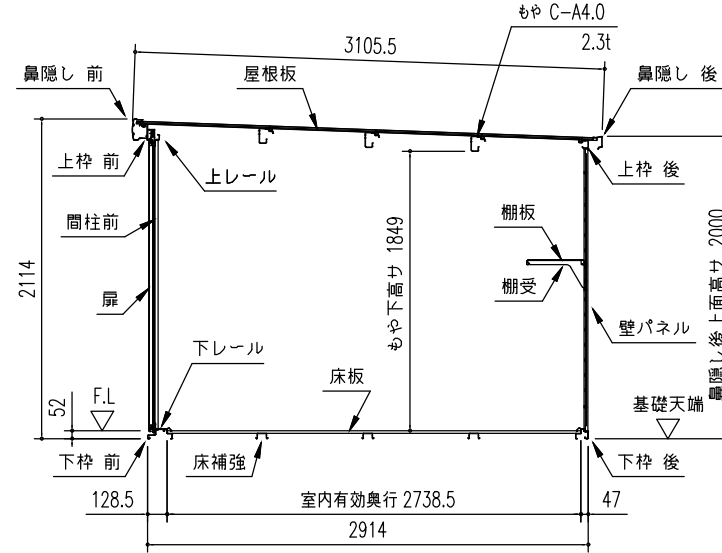 もや C-A4.0
3105.5
2.3t
鼻隠し 前
屋根板
鼻隠し 後
上枠 前
上レール
上枠 後
間柱前
棚板
もや下高サ 1849
鼻隠し後上面高サ 2000
2114
扉
棚受
壁パネル
下レール
床板
52
F.L
基礎天端
下枠 前
床補強
下枠 後
128.5
室内有効奥行 2738.5
47
2914